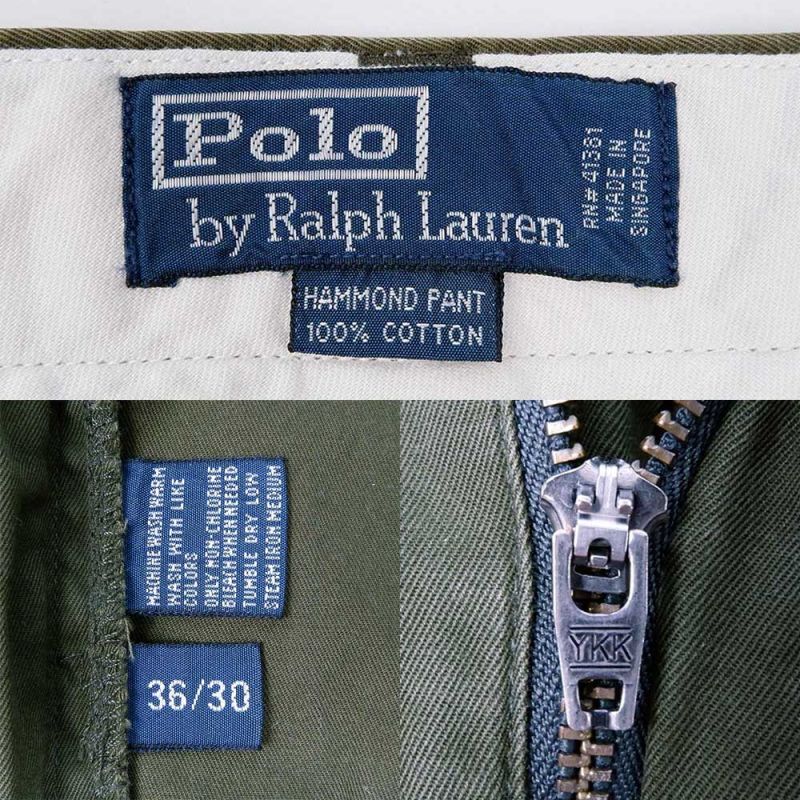 Polo
by Ralph Lauren
RN# 41381
MADE IN
SINGAPORE
HAMMOND PANT
100% COTTON
MACHINE WASH WARM
WASH WITH LIKE
COLORS
ONLY NON-CHLORINE
BLEACH WHEN NEEDED
TUMBLE DRY LOW
STEAM IRON MEDIUM
36/30
YKK